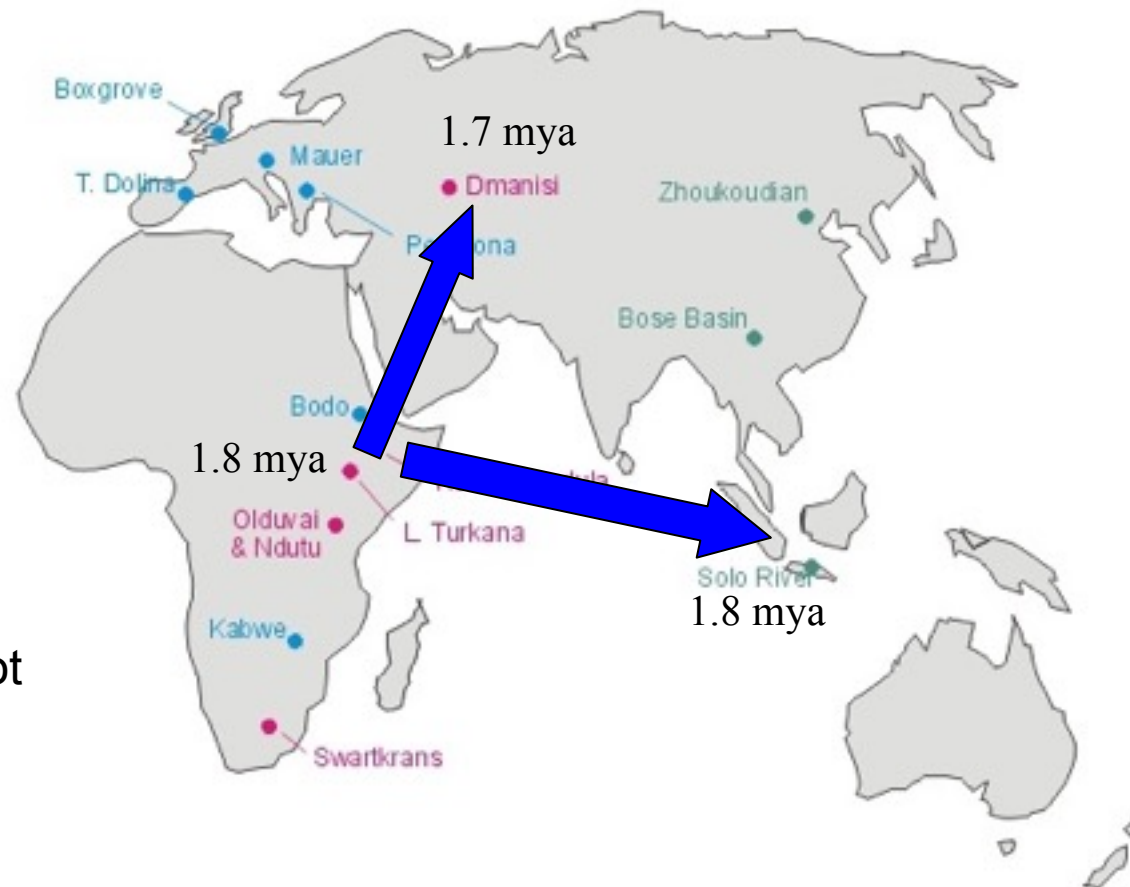 Boxgrove
1.7 mya
Mauer
T. Dolina
Dmanisi
Zhoukoudian
Bose Basin
Bodo
1.8 mya
Olduvai
& Ndutu
L. Turkana
Solo River
1.8 mya
Kabwe
Swartkrans